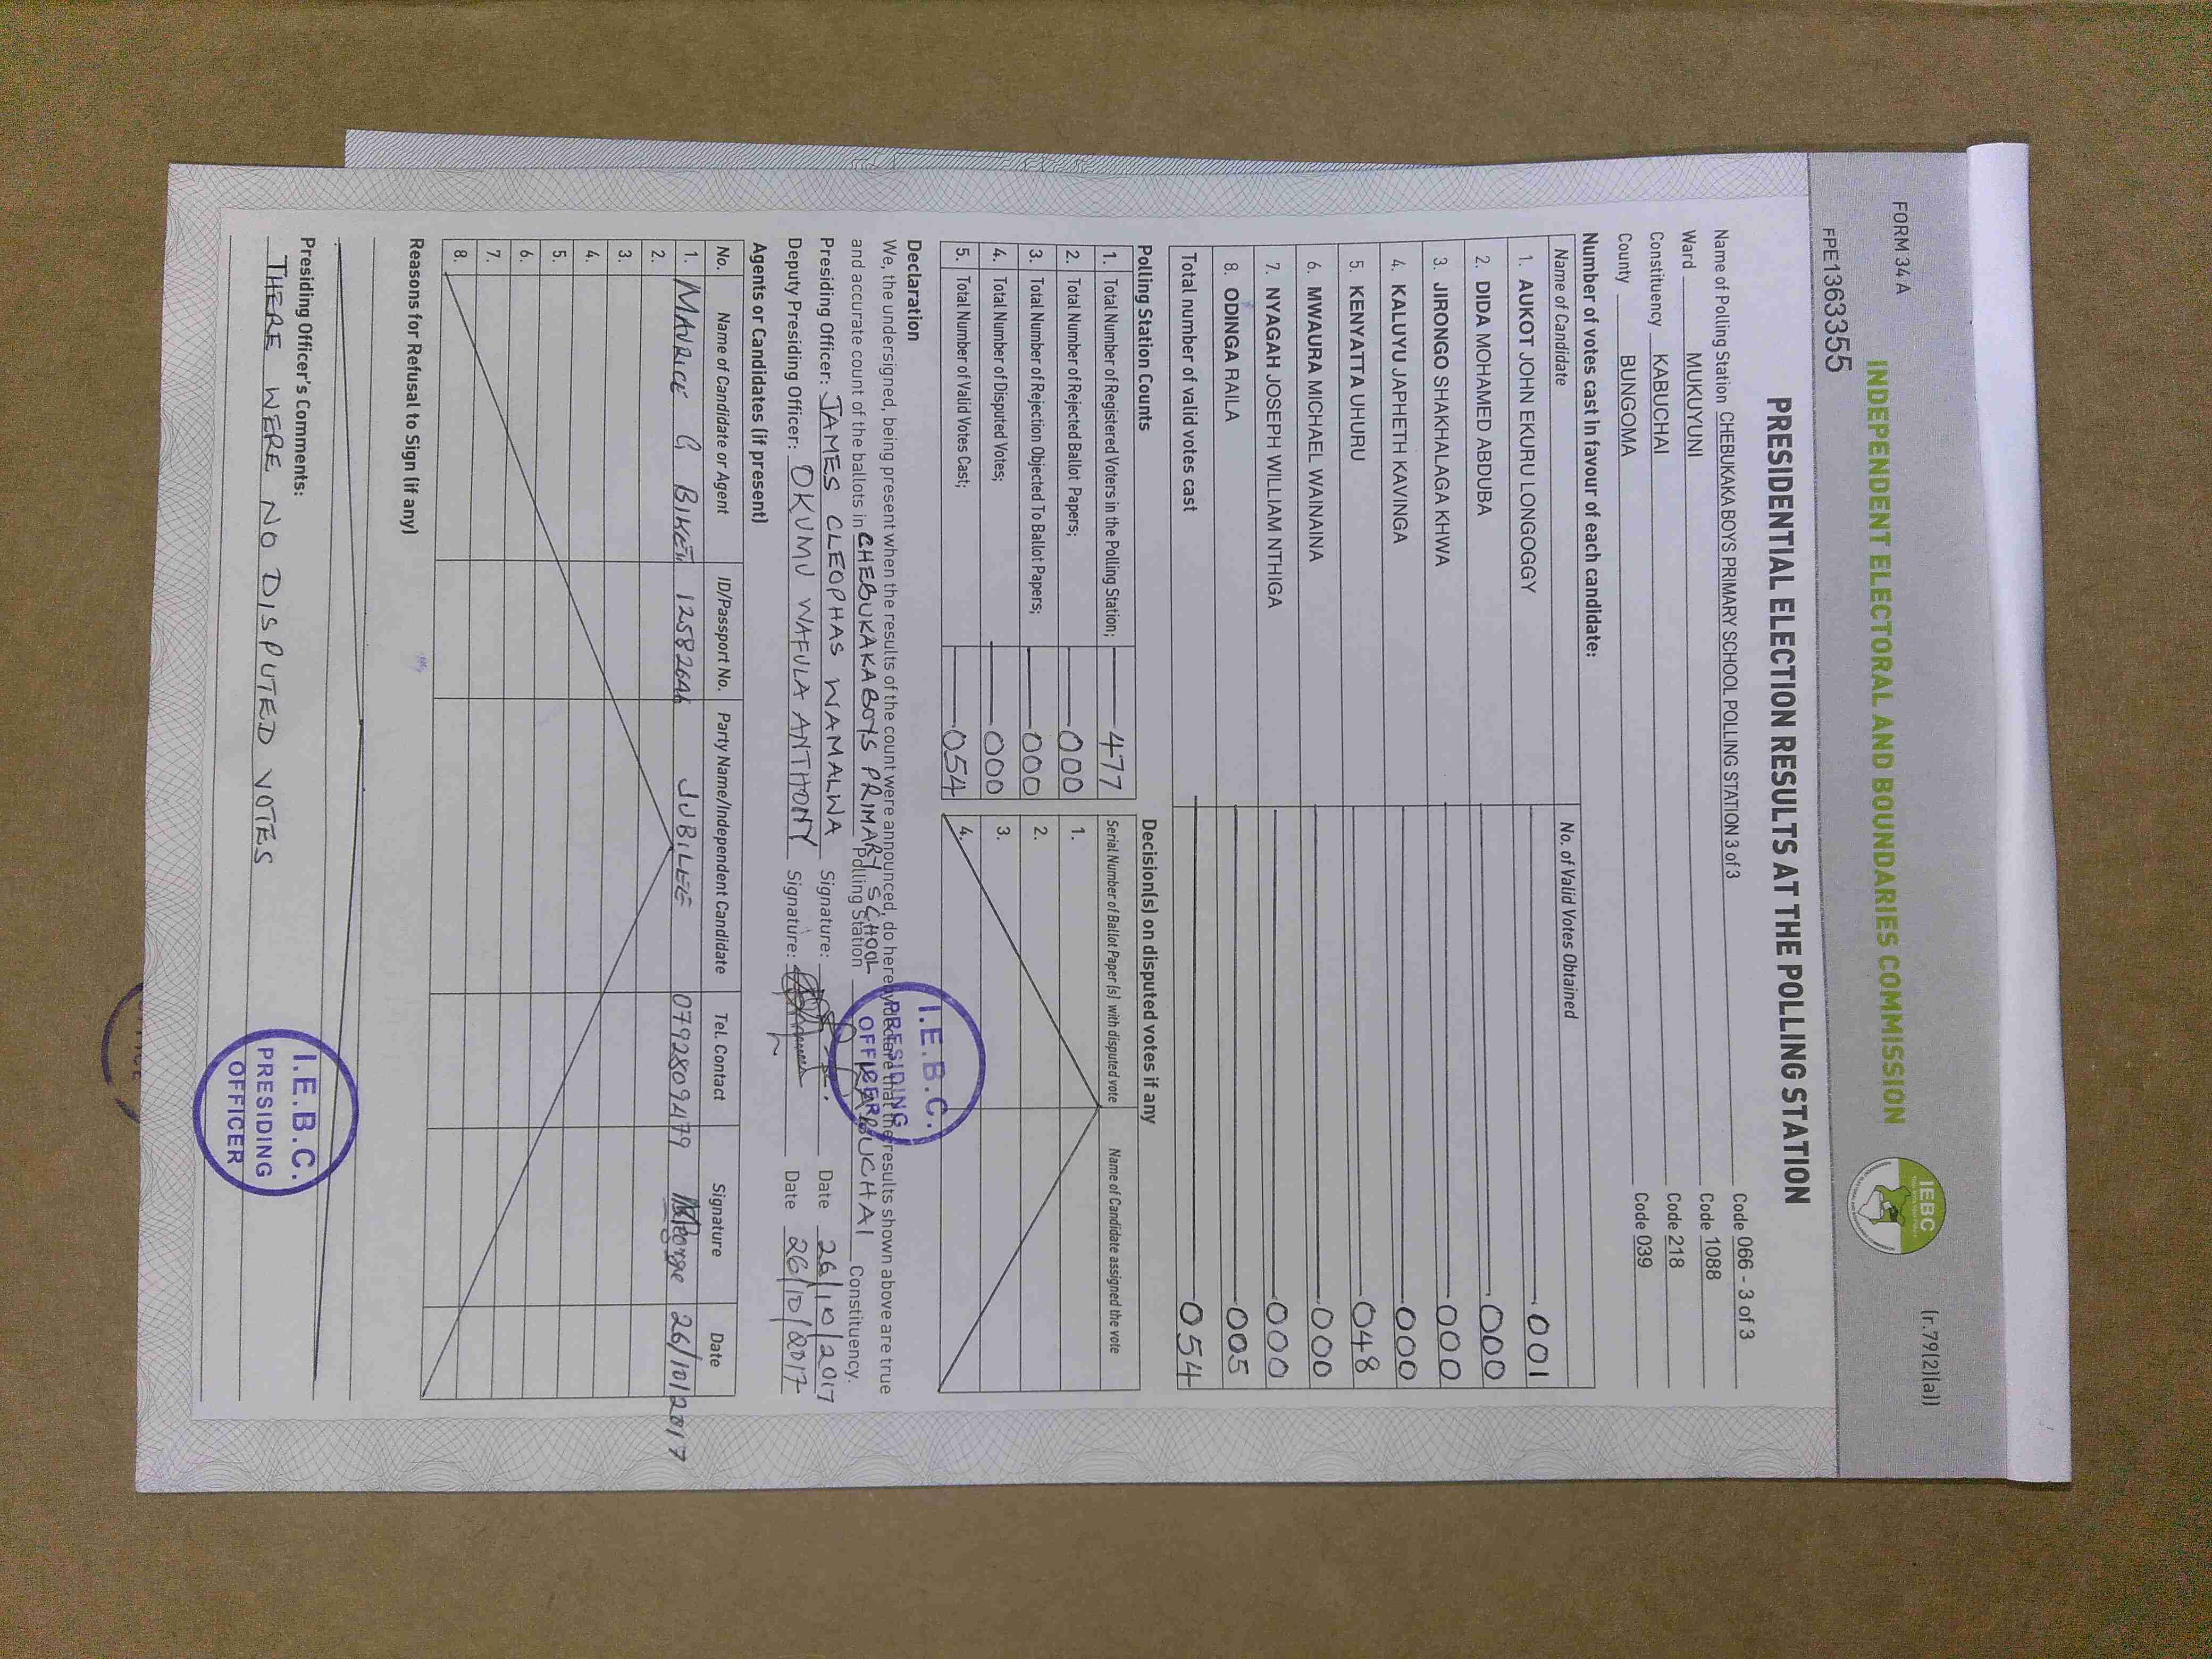 FORM 34 A
(r.79(2)(a))
INDEPENDENT ELECTORAL AND BOUNDARIES COMMISSION
IEBC
FPE1363355
PRESIDENTIAL ELECTION RESULTS AT THE POLLING STATION
Name of Polling Station CHEBUKAKA BOYS PRIMARY SCHOOL POLLING STATION 3 of 3 Code 066 - 3 of 3
Ward MUKUYUNI Code 1088
Constituency KABUCHAI Code 218
County BUNGOMA Code 039
Number of votes cast in favour of each candidate:
Name of Candidate No. of Valid Votes Obtained
1. AUKOT JOHN EKURU LONGOGGY 001
2. DIDA MOHAMED ABDUBA 000
3. JIRONGO SHAKHALAGA KHWA 000
4. KALUYU JAPHETH KAVINGA 000
5. KENYATTA UHURU 048
6. MWAURA MICHAEL WAINAINA 000
7. NYAGAH JOSEPH WILLIAM NTHIGA 000
8. ODINGA RAILA 005
Total number of valid votes cast 054
Polling Station Counts Decision(s) on disputed votes if any
Serial Number of Ballot Paper (s) with disputed vote Name of Candidate assigned the vote
1. Total Number of Registered Voters in the Polling Station; 477
2. Total Number of Rejected Ballot Papers; 000 1.
3. Total Number of Rejection Objected To Ballot Papers; 000 2.
4. Total Number of Disputed Votes; 000 3.
5. Total Number of Valid Votes Cast; 054 4.
Declaration
We, the undersigned, being present when the results of the count were announced, do hereby declare that the results shown above are true
and accurate count of the ballots in CHEBUKAKA BOYS PRIMARY SCHOOL Polling Station KABUCHAI Constituency.
Presiding Officer: JAMES CLEOPHAS WAMALWA Signature: Date 26/10/2017
Deputy Presiding Officer: OKUMU WAFULA ANTHONY Signature: Date 26/10/2017
I.E.B.C.
PRESIDING
OFFICER
Agents or Candidates (if present)
No. Name of Candidate or Agent ID/Passport No. Party Name/Independent Candidate Tel. Contact Signature Date
1. MAURICE G BIKETI JUBILEE 0792809479 26/10/2017
2.
3.
4.
5.
6.
7.
8.
Reasons for Refusal to Sign (if any)
Presiding Officer's Comments:
THERE WERE NO DISPUTED VOTES
I.E.B.C.
PRESIDING
OFFICER